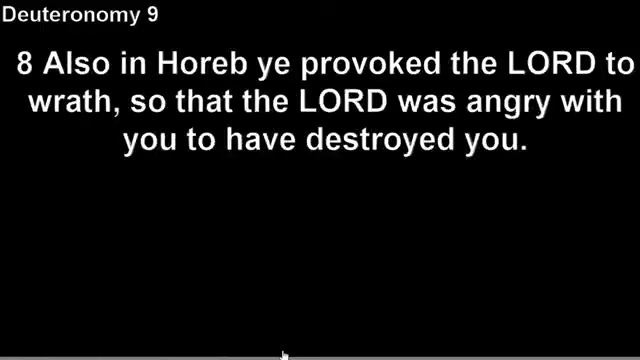 Deuteronomy 9
8 Also in Horeb ye provoked the LORD to
wrath, so that the LORD was angry with
you to have destroyed you.